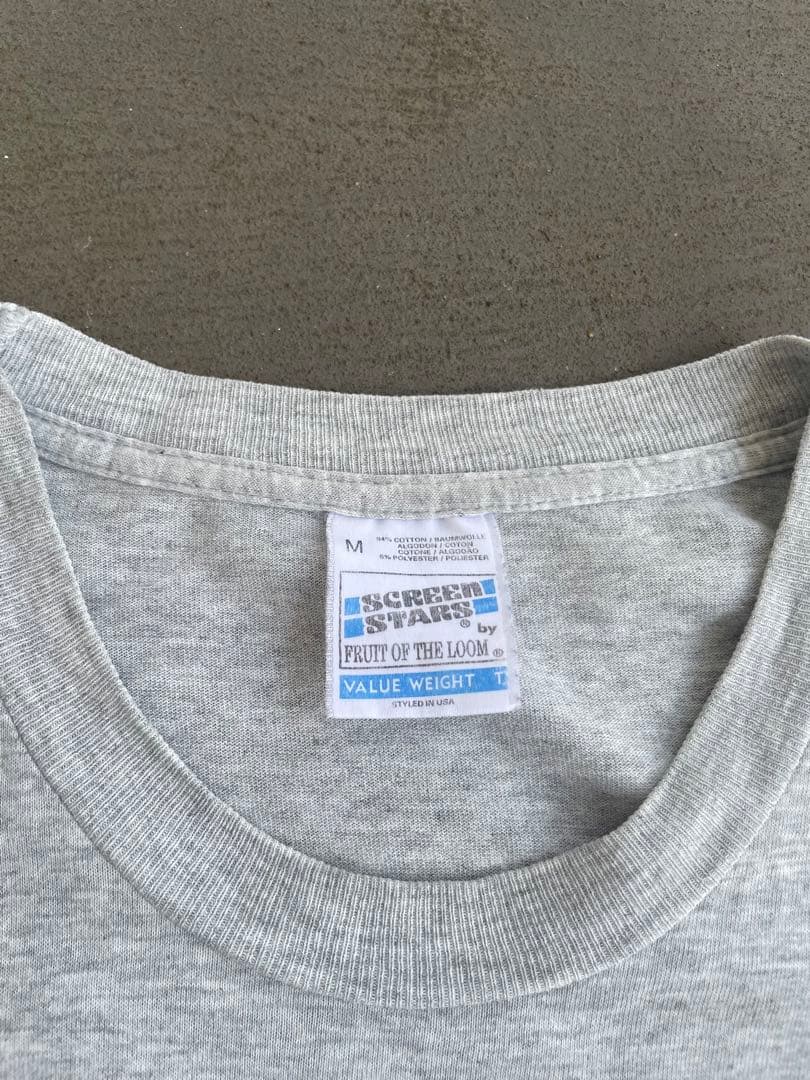 M
94% COTTON / BAUMWOLLE
ALGODON / COTON
COTONE / ALGODÃO
6% POLYESTER / POLIESTER
SCREEN
STARS®
by
FRUIT OF THE LOOM ®
VALUE WEIGHT T
STYLED IN USA